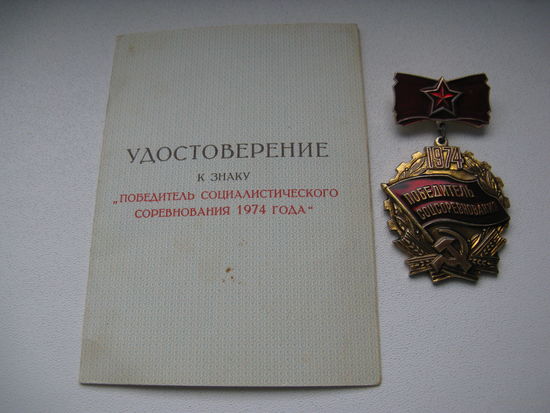 УДОСТОВЕРЕНИЕ
К ЗНАКУ
„ПОБЕДИТЕЛЬ СОЦИАЛИСТИЧЕСКОГО
СОРЕВНОВАНИЯ 1974 ГОДА“
1974
ПОБЕДИТЕЛЬ
СОЦСОРЕВНОВАНИЯ